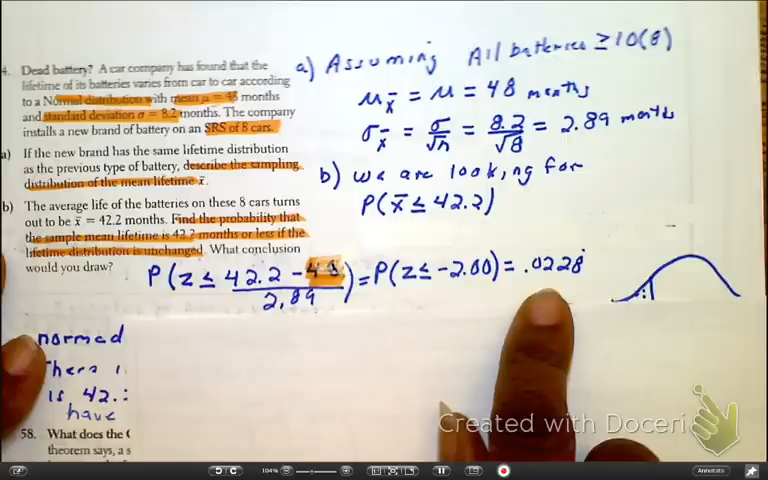 4. Dead battery? A car company has found that the
lifetime of its batteries varies from car to car according
to a Normal distribution with mean μ = 48 months
and standard deviation σ = 8.2 months. The company
installs a new brand of battery on an SRS of 8 cars.
a) If the new brand has the same lifetime distribution
as the previous type of battery, describe the sampling
distribution of the mean lifetime x̄.
b) The average life of the batteries on these 8 cars turns
out to be x̄ = 42.2 months. Find the probability that
the sample mean lifetime is 42.2 months or less if the
lifetime distribution is unchanged. What conclusion
would you draw?
a) Assuming All batteries ≥ 10(8)
μx̄ = μ = 48 months
σx̄ = σ/√n = 8.2/√8 = 2.89 months
b) we are looking for
P(x̄ ≤ 42.2)
P(z ≤ 42.2 - 48/2.89) = P(z ≤ -2.00) = .0228
normed
There i
is 42.
have
58. What does the
theorem says, a s
Created with Doceri
104%
Annotate